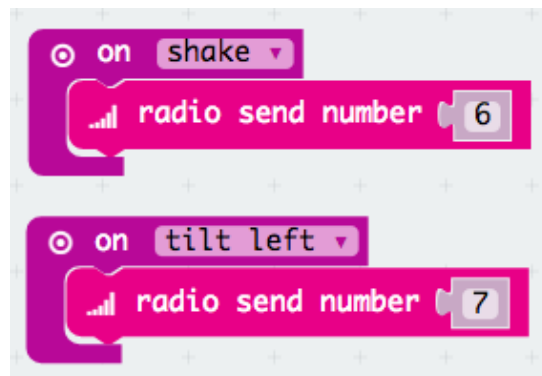 on shake
radio send number 6
on tilt left
radio send number 7